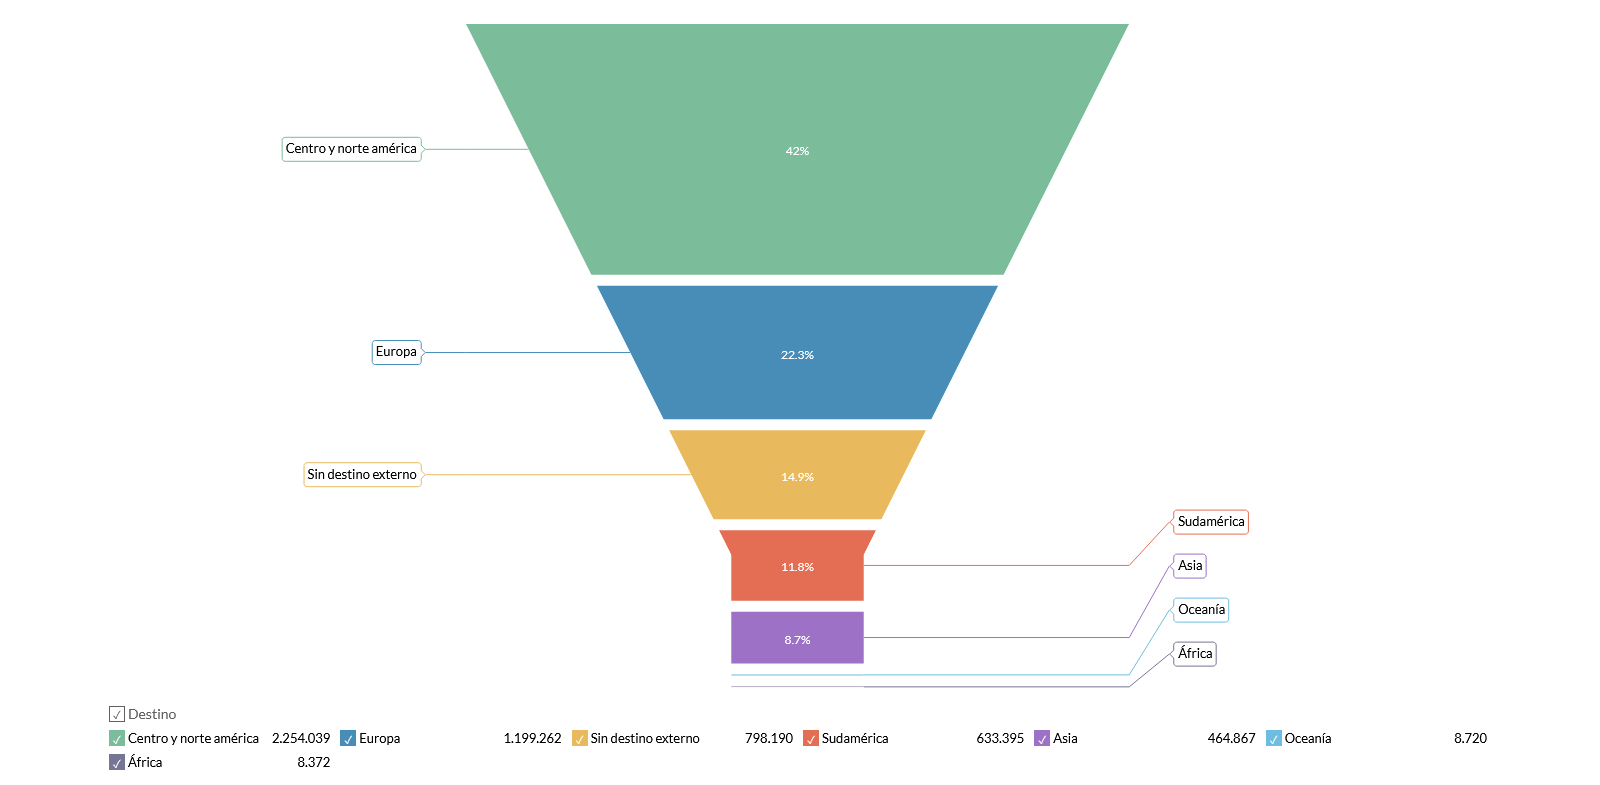 42%
Centro y norte américa
22.3%
Europa
14.9%
Sin destino externo
Sudamérica
11.8%
Asia
Oceanía
8.7%
África
Destino
Centro y norte américa 2.254.039 Europa 1.199.262 Sin destino externo 798.190 Sudamérica 633.395 Asia 464.867 Oceanía 8.720
África 8.372